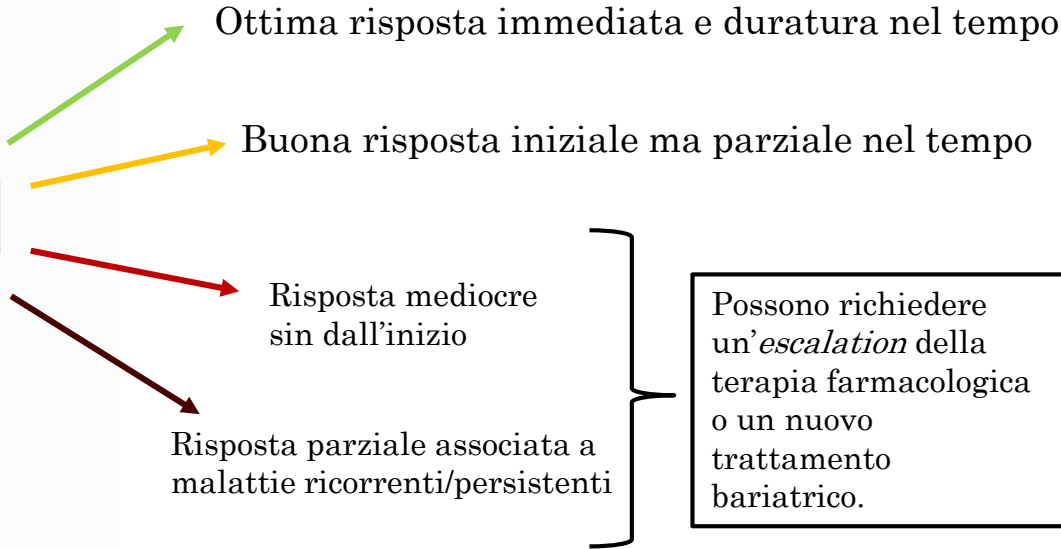 Ottima risposta immediata e duratura nel tempo
Buona risposta iniziale ma parziale nel tempo
Risposta mediocre
sin dall’inizio
Risposta parziale associata a
malattie ricorrenti/persistenti
Possono richiedere
un’escalation della
terapia farmacologica
o un nuovo
trattamento
bariatrico.